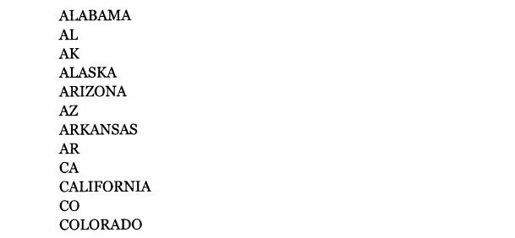 ALABAMA
AL
AK
ALASKA
ARIZONA
AZ
ARKANSAS
AR
CA
CALIFORNIA
CO
COLORADO